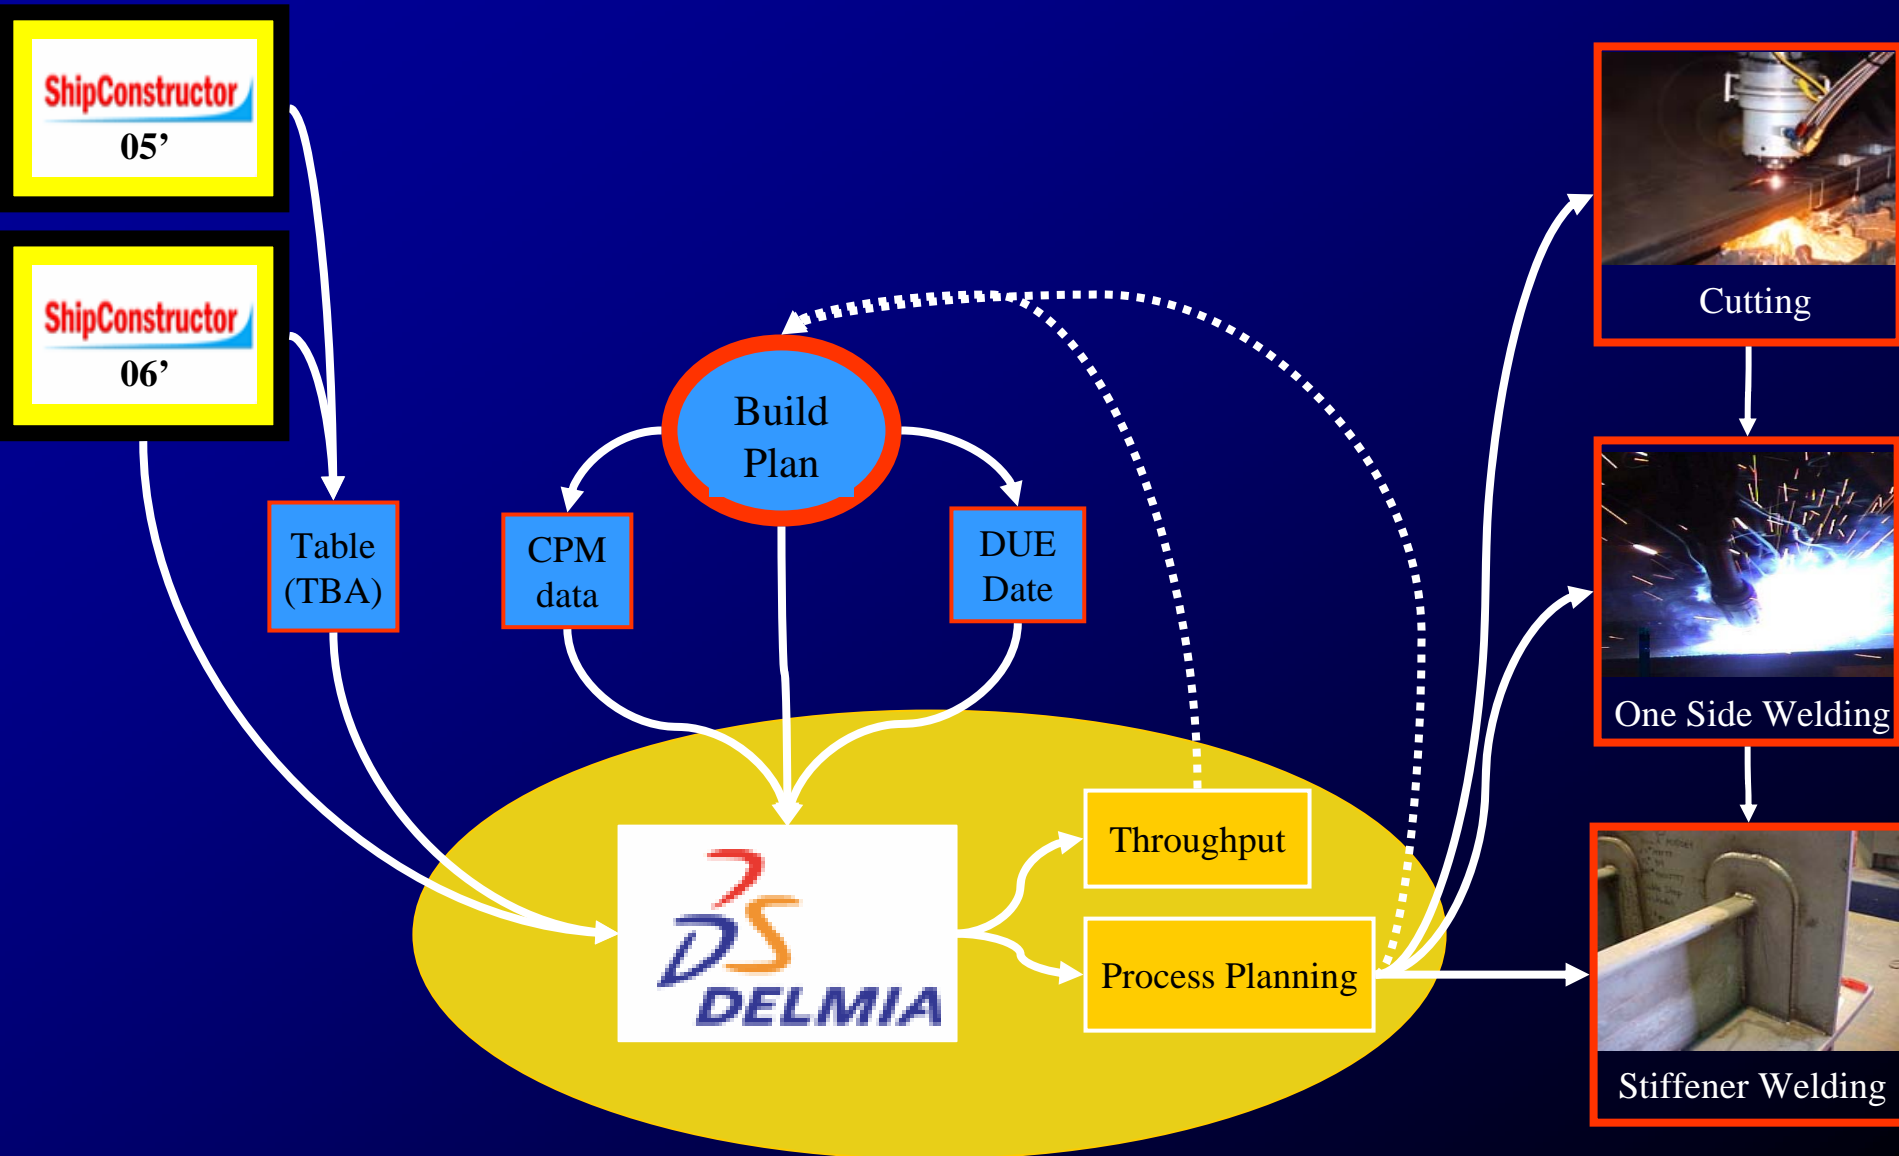 ShipConstructor
05’
ShipConstructor
06’
Table
(TBA)
CPM
data
Build
Plan
DUE
Date
DELMIA
Throughput
Process Planning
Cutting
One Side Welding
Stiffener Welding